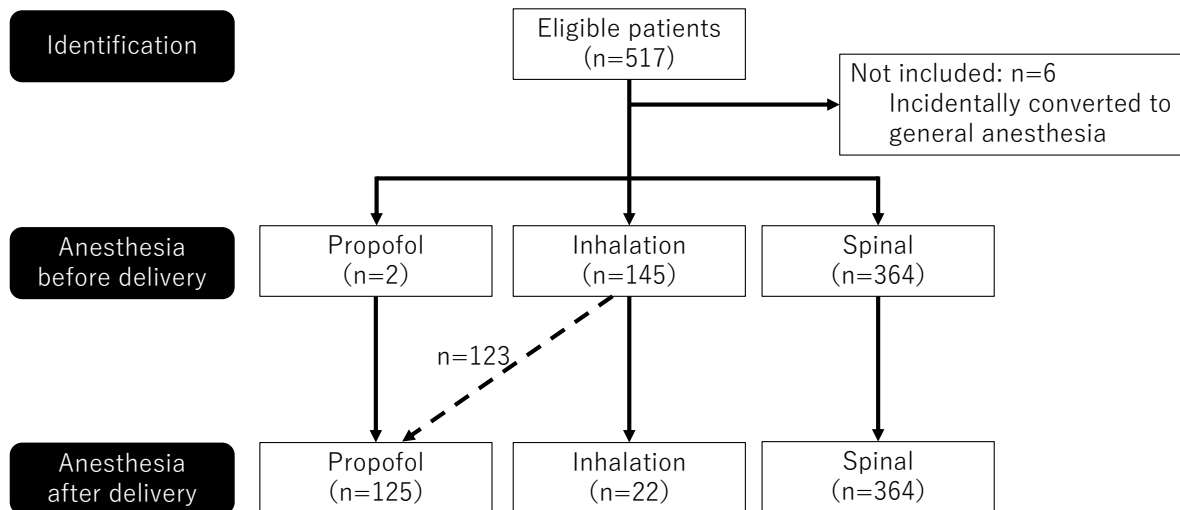 Identification
Eligible patients
(n=517)
Not included: n=6
Incidentally converted to
general anesthesia
Anesthesia
before delivery
Propofol
(n=2)
Inhalation
(n=145)
Spinal
(n=364)
n=123
Anesthesia
after delivery
Propofol
(n=125)
Inhalation
(n=22)
Spinal
(n=364)